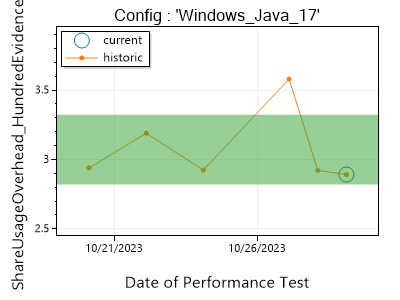 Config : 'Windows_Java_17'
current
historic
ShareUsageOverhead_HundredEvidence
3.5
3
2.5
10/21/2023
10/26/2023
Date of Performance Test